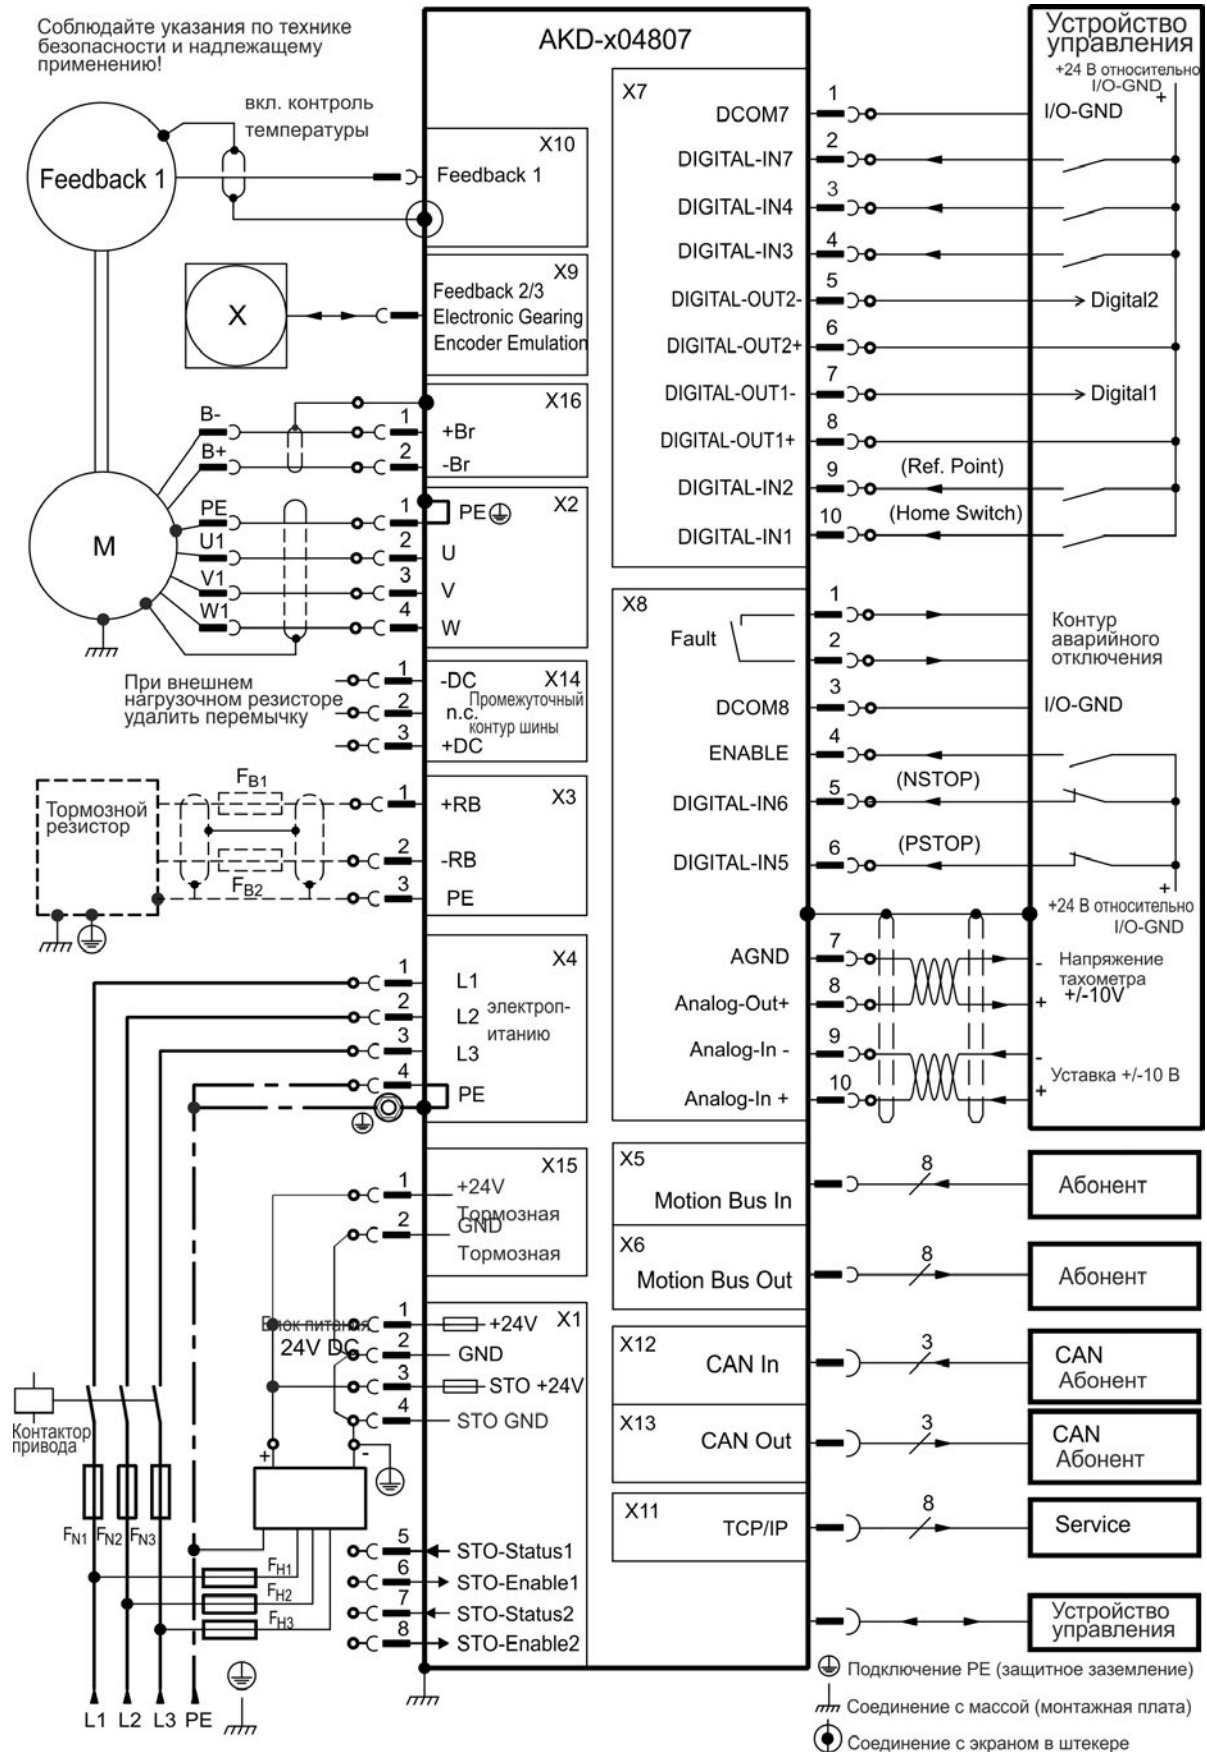 Соблюдайте указания по технике
безопасности и надлежащему
применению!
вкл. контроль
температуры
Feedback 1
X
B-
B+
PE
U1
V1
W1
M
При внешнем
нагрузочном резисторе
удалить перемычку
Тормозной
резистор
FB1
FB2
AKD-x04807
X10
Feedback 1
X9
Feedback 2/3
Electronic Gearing
Encoder Emulation
X16
1 +Br
2 -Br
X2
1 PE
2 U
3 V
4 W
X14
1 -DC
Промежуточный
2 n.c.
контур шины
3 +DC
X3
1 +RB
2 -RB
3 PE
X4
1 L1
2 L2 электроп-
итанию
3 L3
4 PE
X15
1 +24V
Тормозная
2 GND
Тормозная
X1
1 +24V
2 GND
3 STO +24V
4 STO GND
5 STO-Status1
6 STO-Enable1
7 STO-Status2
8 STO-Enable2
Блок питания
24V DC
+ -
Контактор
привода
FN1 FN2 FN3
FH1
FH2
FH3
L1 L2 L3 PE
X7
DCOM7 1
DIGITAL-IN7 2
DIGITAL-IN4 3
DIGITAL-IN3 4
DIGITAL-OUT2- 5
DIGITAL-OUT2+ 6
DIGITAL-OUT1- 7
DIGITAL-OUT1+ 8
DIGITAL-IN2 9 (Ref. Point)
DIGITAL-IN1 10 (Home Switch)
X8
Fault 1
2
DCOM8 3
ENABLE 4
DIGITAL-IN6 5 (NSTOP)
DIGITAL-IN5 6 (PSTOP)
AGND 7
Analog-Out+ 8
Analog-In - 9
Analog-In + 10
X5
Motion Bus In 8
X6
Motion Bus Out 8
X12
CAN In 3
X13
CAN Out 3
X11
TCP/IP 8
Устройство
управления
+24 В относительно
I/O-GND
+
I/O-GND
Digital2
Digital1
Контур
аварийного
отключения
I/O-GND
+
+24 В относительно
I/O-GND
- Напряжение
тахометра
+ +/-10V
-
Уставка +/-10 В
+
Абонент
Абонент
CAN
Абонент
CAN
Абонент
Service
Устройство
управления
Подключение PE (защитное заземление)
Соединение с массой (монтажная плата)
Соединение с экраном в штекере